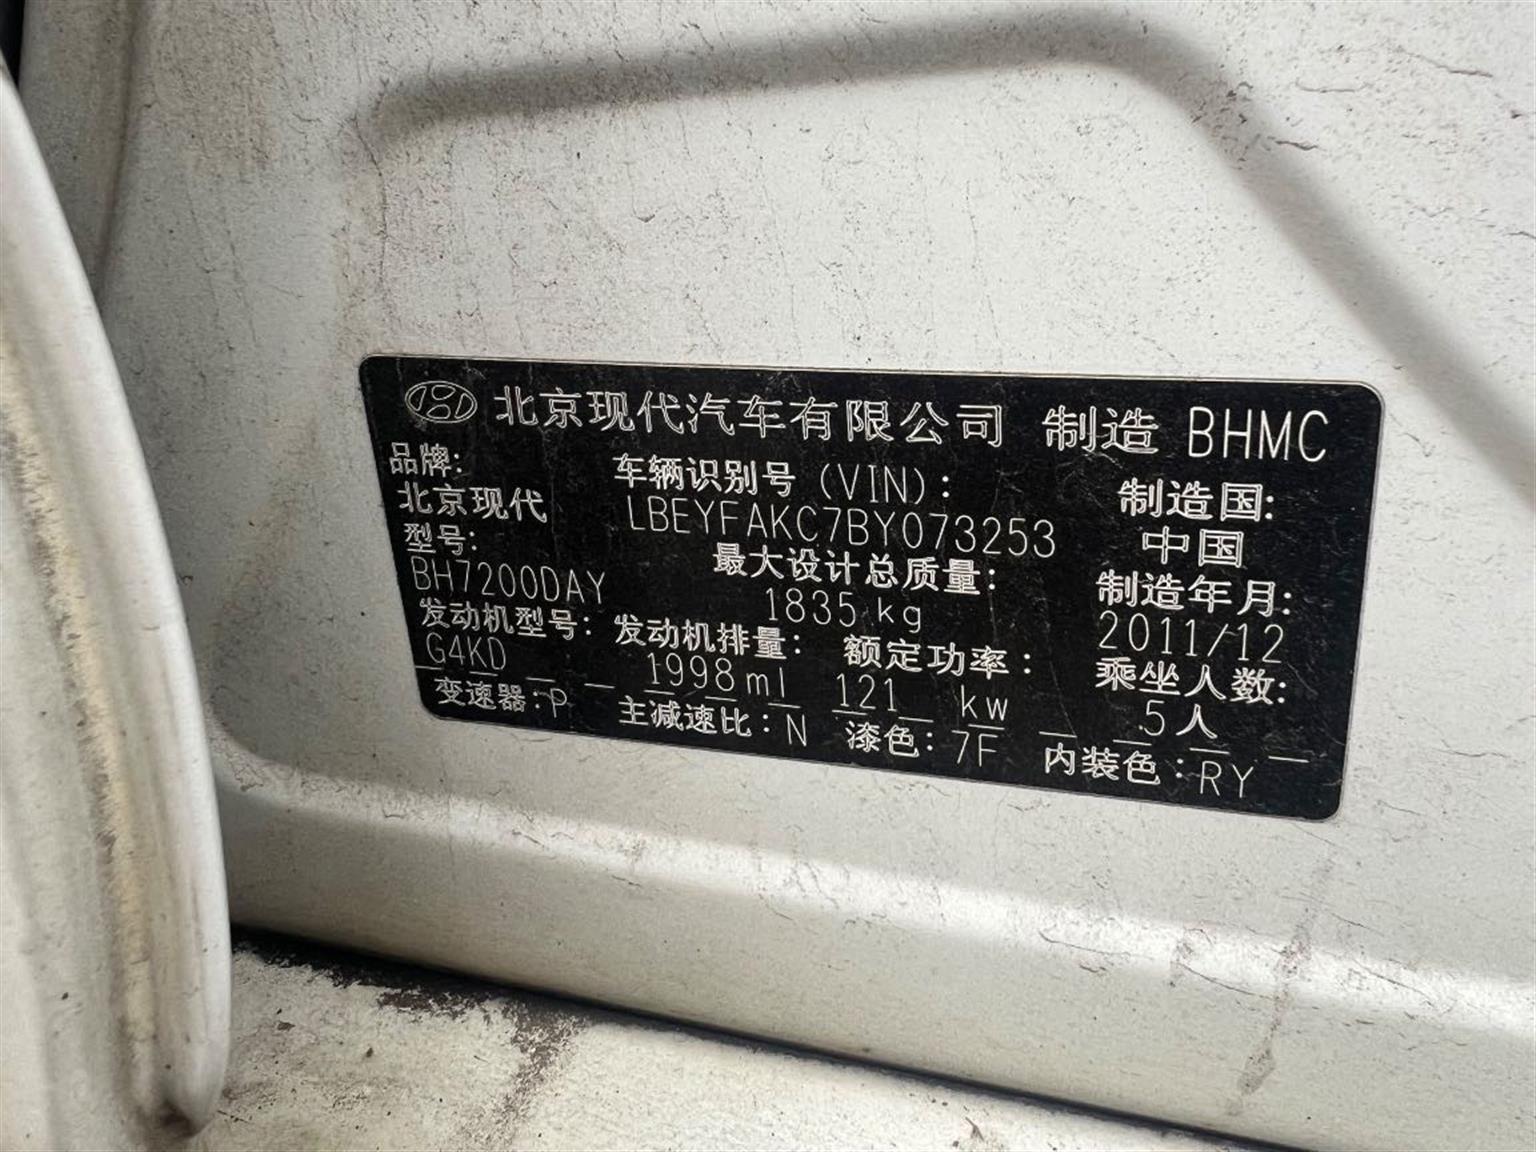 北京现代汽车有限公司 制造 BHMC
品牌: 车辆识别号 (VIN): 制造国:
北京现代 LBEYFAKC7BY073253 中国
型号: 最大设计总质量: 制造年月:
BH7200DAY 1835 kg 2011/12
发动机型号: 发动机排量: 额定功率: 乘坐人数:
G4KD 1998ml 121 kw 5人
变速器:P 主减速比:N 漆色:7F 内装色:RY